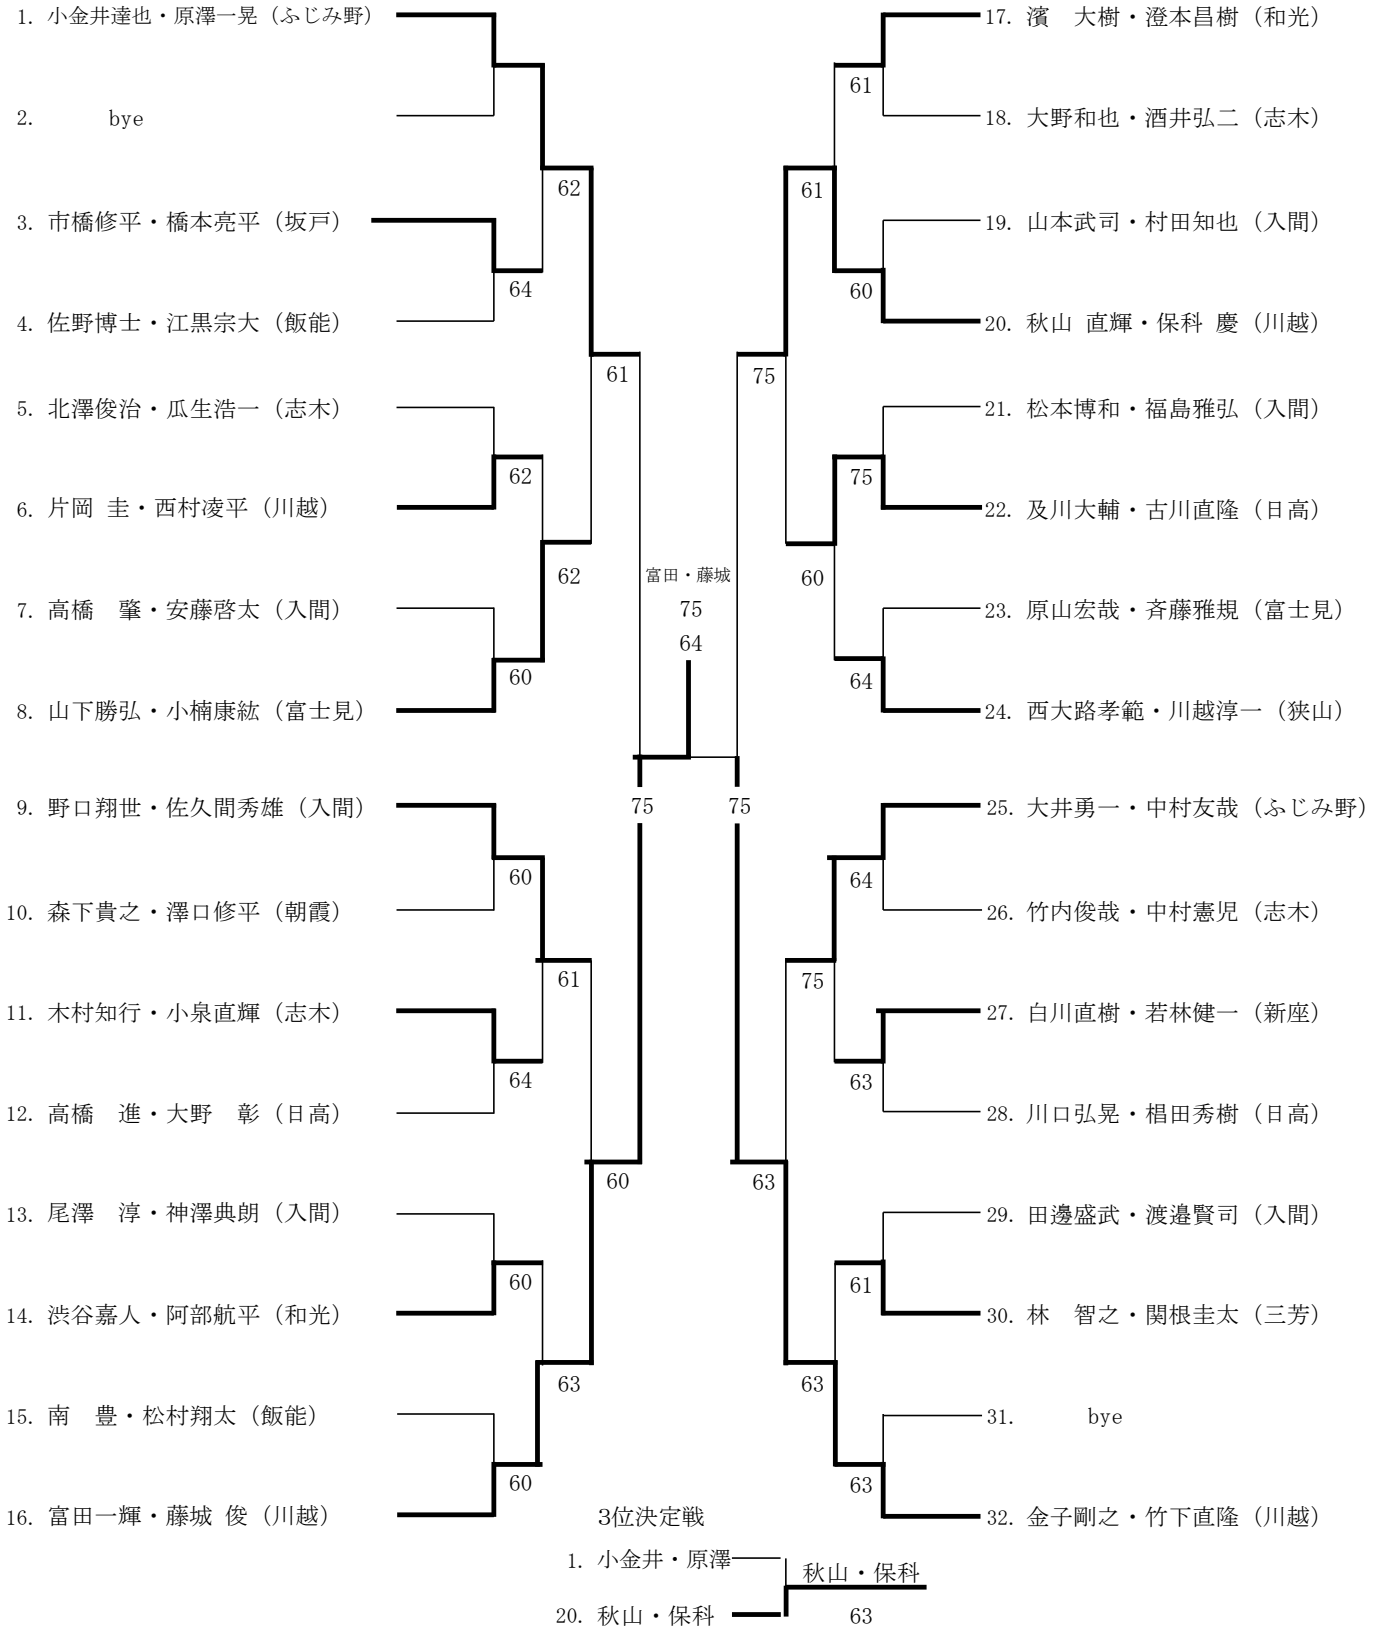 1. 小金井達也・原澤一晃（ふじみ野）
2. bye
62
3. 市橋修平・橋本亮平（坂戸）
64
4. 佐野博士・江黒宗大（飯能）
61
5. 北澤俊治・瓜生浩一（志木）
62
6. 片岡 圭・西村凌平（川越）
62
7. 高橋　肇・安藤啓太（入間）
60
8. 山下勝弘・小楠康紘（富士見）
75
9. 野口翔世・佐久間秀雄（入間）
60
10. 森下貴之・澤口修平（朝霞）
61
11. 木村知行・小泉直輝（志木）
64
12. 高橋　進・大野　彰（日高）
60
13. 尾澤　淳・神澤典朗（入間）
60
14. 渋谷嘉人・阿部航平（和光）
63
15. 南　豊・松村翔太（飯能）
60
16. 富田一輝・藤城 俊（川越）
富田・藤城
75
64
17. 濱　大樹・澄本昌樹（和光）
61
18. 大野和也・酒井弘二（志木）
61
19. 山本武司・村田知也（入間）
60
20. 秋山 直輝・保科 慶（川越）
75
21. 松本博和・福島雅弘（入間）
75
22. 及川大輔・古川直隆（日高）
60
23. 原山宏哉・斉藤雅規（富士見）
64
24. 西大路孝範・川越淳一（狭山）
75
25. 大井勇一・中村友哉（ふじみ野）
64
26. 竹内俊哉・中村憲児（志木）
75
27. 白川直樹・若林健一（新座）
63
28. 川口弘晃・椙田秀樹（日高）
63
29. 田邊盛武・渡邉賢司（入間）
61
30. 林　智之・関根圭太（三芳）
63
31. bye
63
32. 金子剛之・竹下直隆（川越）
3位決定戦
1. 小金井・原澤
秋山・保科
20. 秋山・保科
63